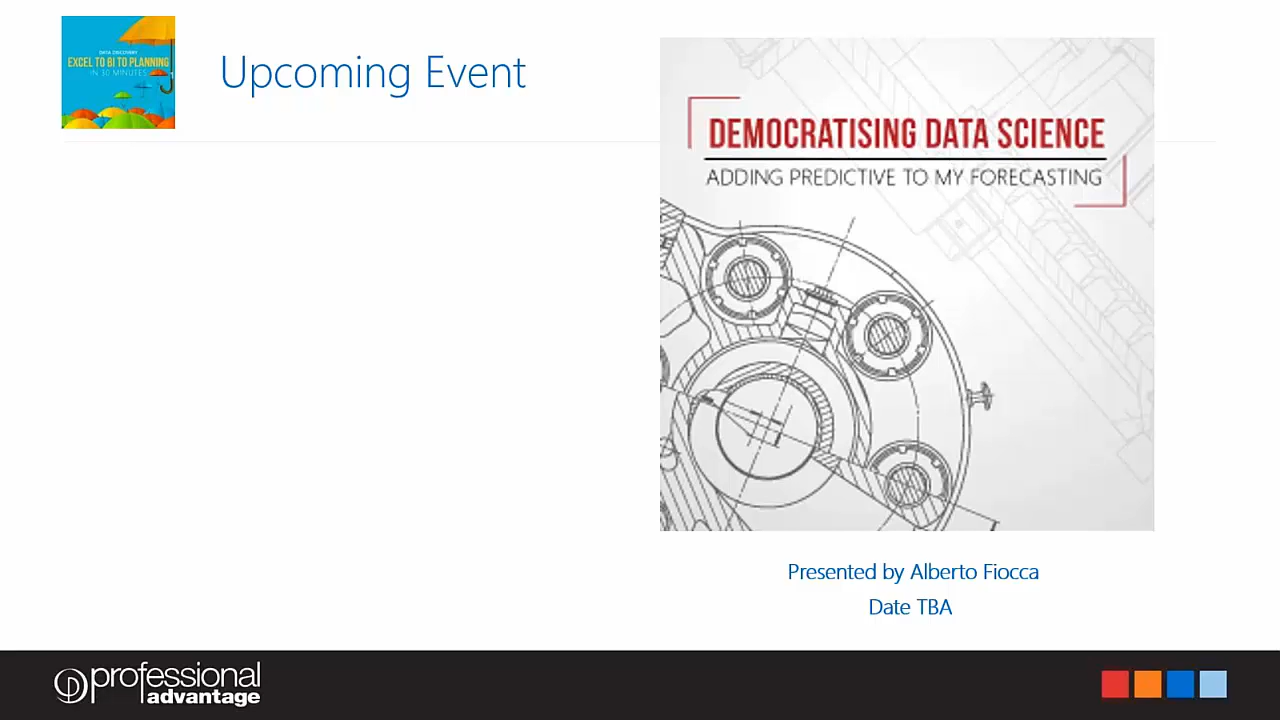 DATA DISCOVERY
EXCEL TO BI TO PLANNING
IN 30 MINUTES
Upcoming Event
DEMOCRATISING DATA SCIENCE
ADDING PREDICTIVE TO MY FORECASTING
Presented by Alberto Fiocca
Date TBA
professional
advantage